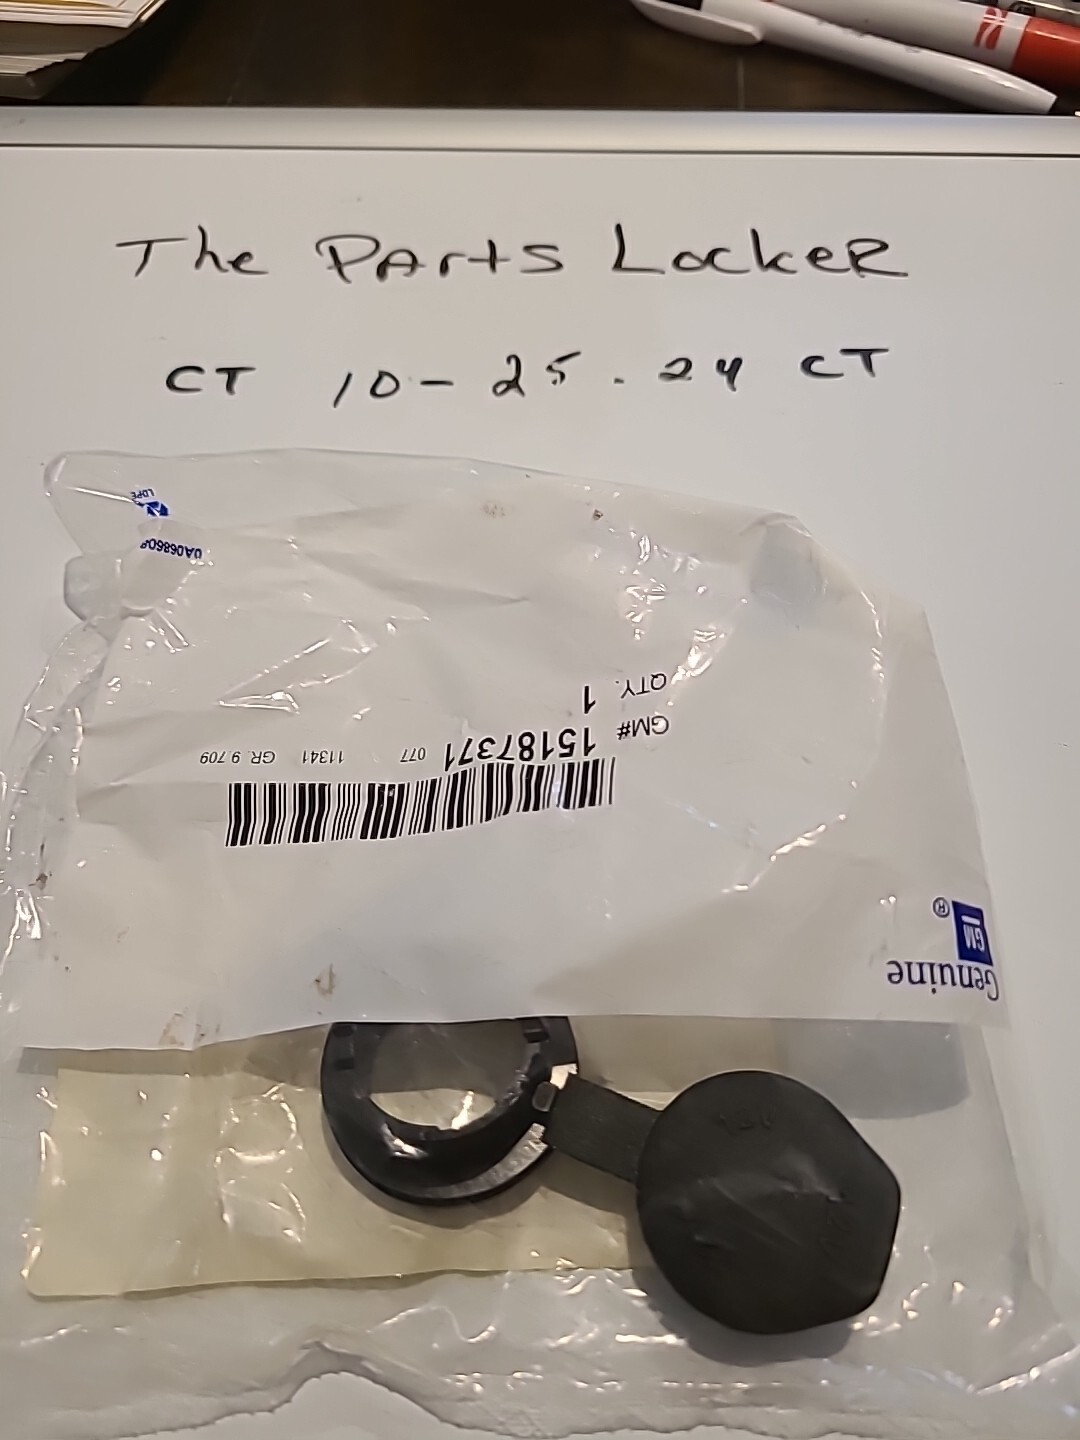 The Parts Locker
CT 10-25.24 CT
Genuine
GM ®
GM# 15187371 077 11341 GR. 9.709
QTY. 1
LDPE